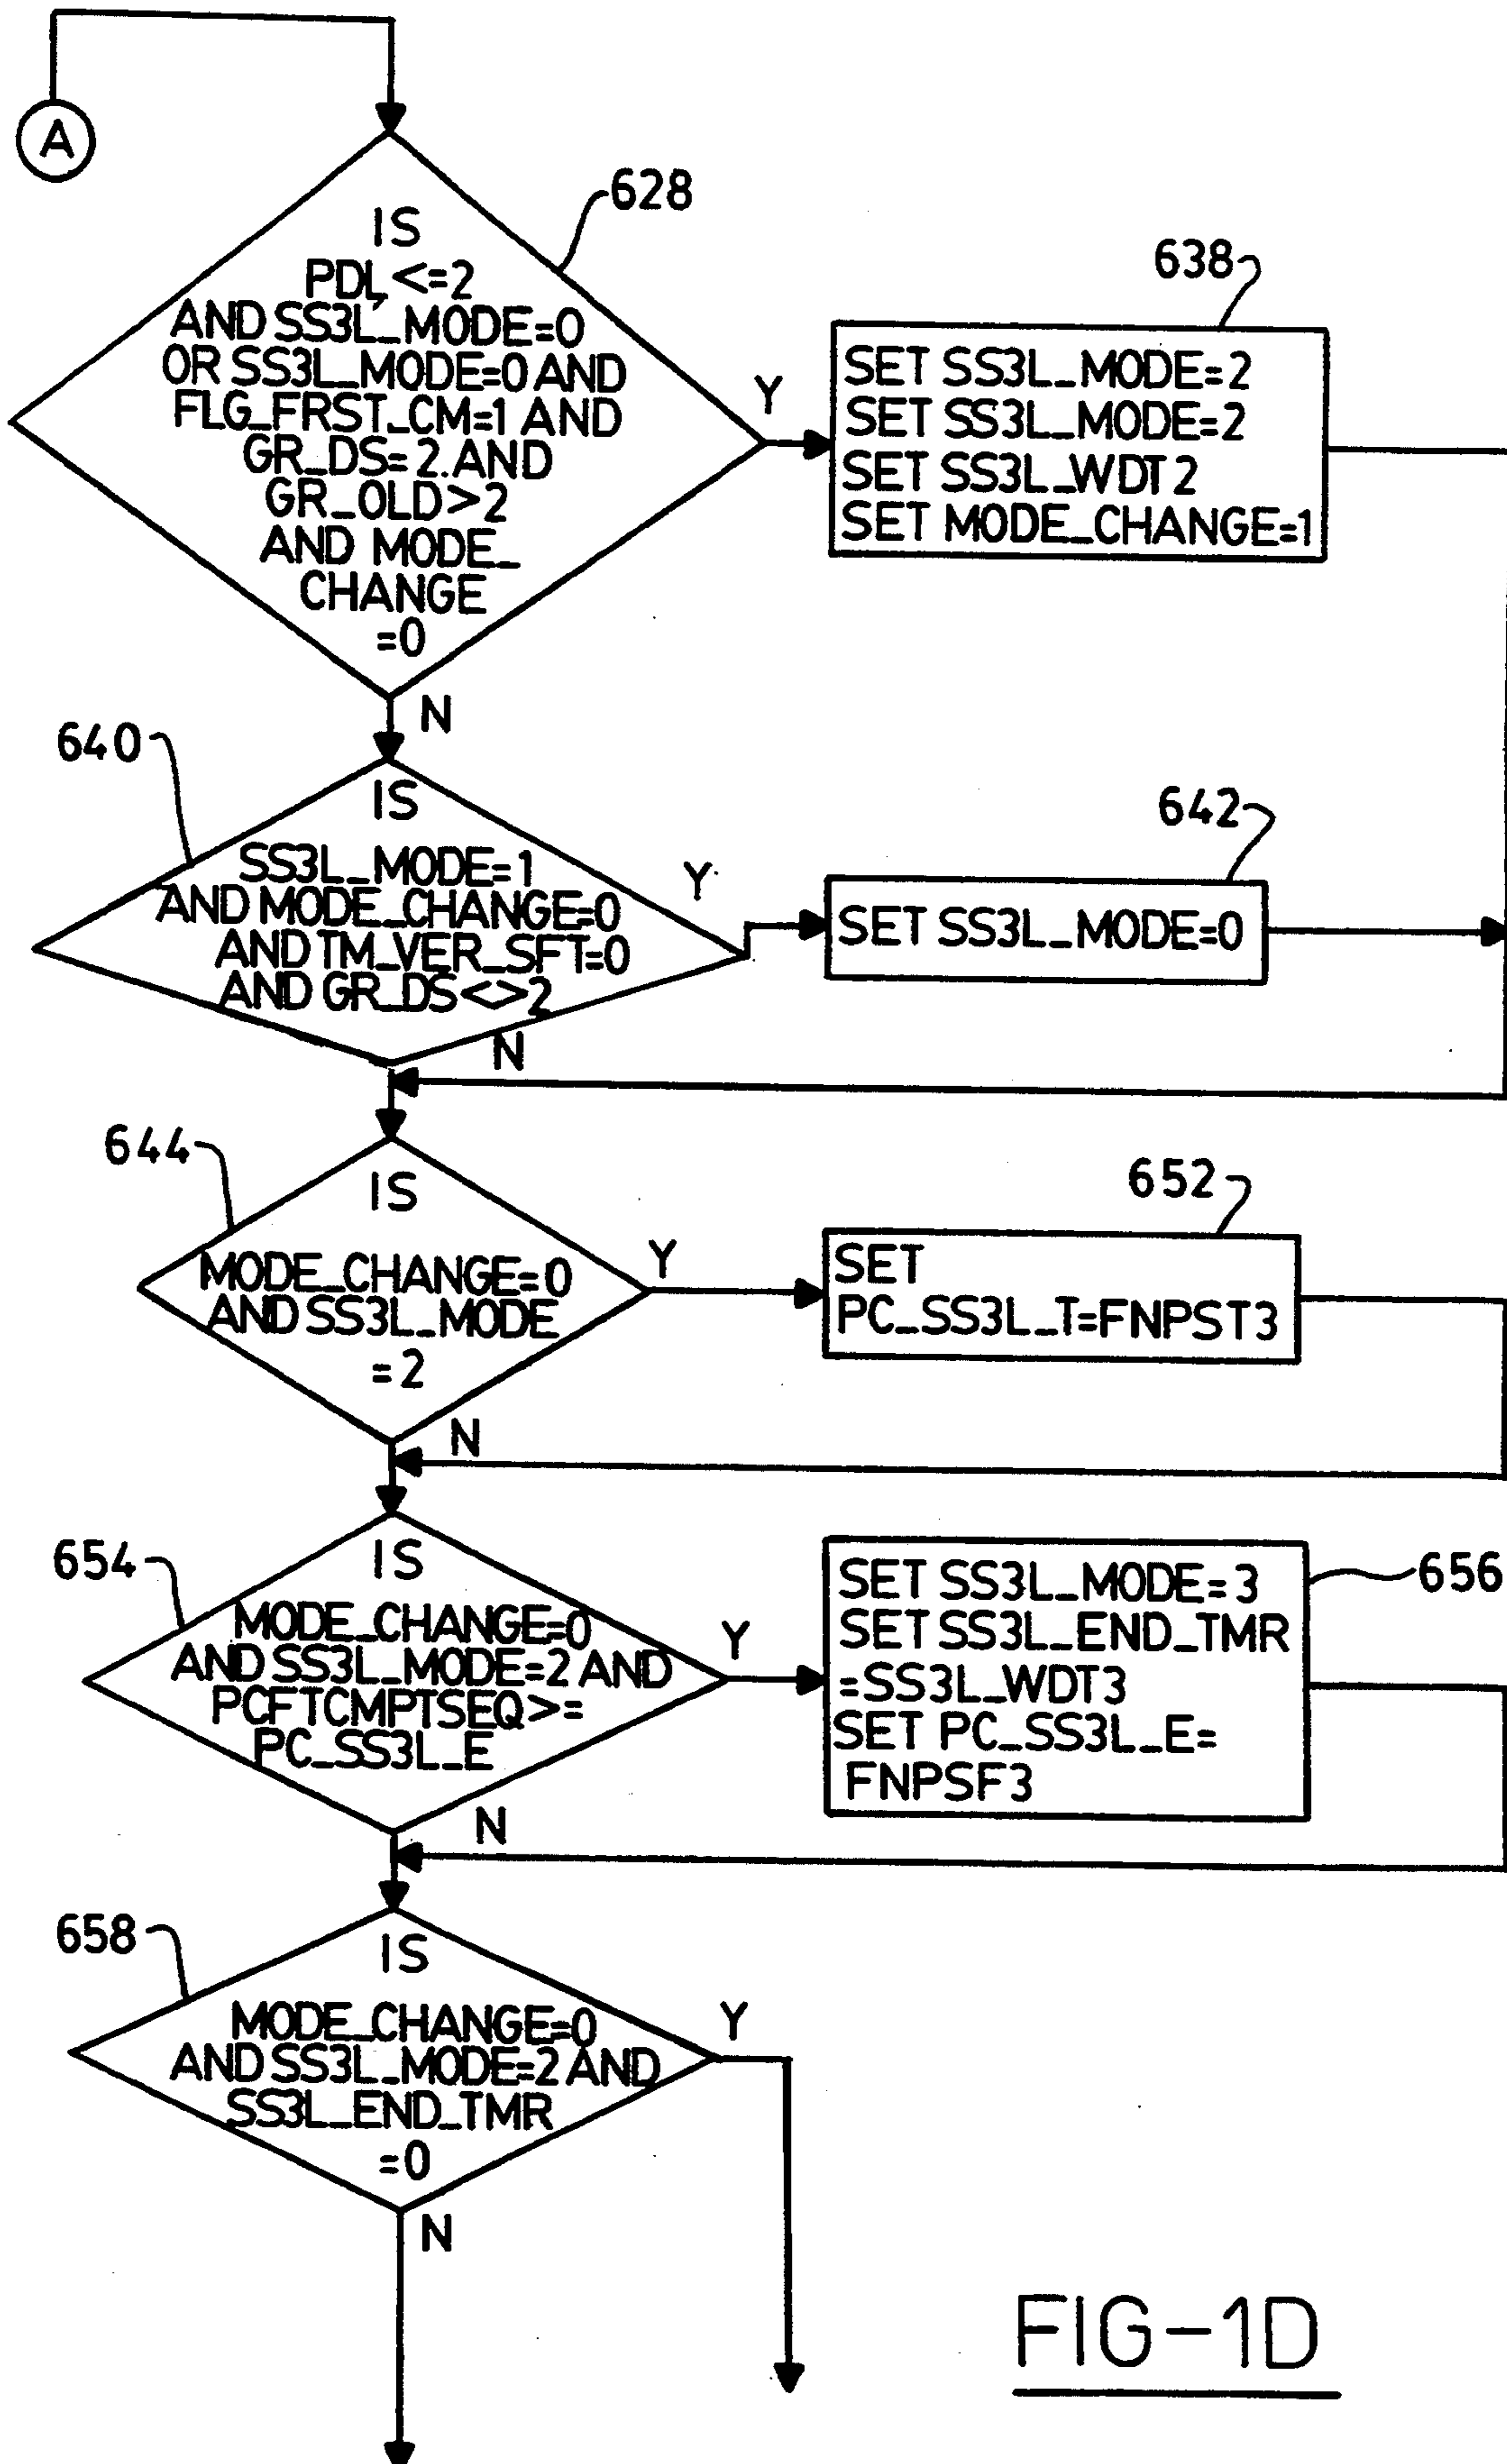 A
628
IS
PDL <=2
AND SS3L_MODE=0
OR SS3L_MODE=0 AND
FLG_FRST_CM=1 AND
GR_DS=2.AND
GR_OLD>2
AND MODE_
CHANGE
=0
Y
N
638
SET SS3L_MODE=2
SET SS3L_MODE=2
SET SS3L_WDT2
SET MODE_CHANGE=1
640
IS
SS3L_MODE=1
AND MODE_CHANGE=0
AND TM_VER_SFT=0
AND GR_DS<>2
Y
N
642
SET SS3L_MODE=0
644
IS
MODE_CHANGE=0
AND SS3L_MODE
=2
Y
N
652
SET
PC_SS3L_T=FNPST3
654
IS
MODE_CHANGE=0
AND SS3L_MODE=2 AND
PCFTCMPTSEQ>=
PC_SS3L_E
Y
N
656
SET SS3L_MODE=3
SET SS3L_END_TMR
=SS3L_WDT3
SET PC_SS3L_E=
FNPSF3
658
IS
MODE_CHANGE=0
AND SS3L_MODE=2 AND
SS3L_END_TMR
=0
Y
N
FIG-1D